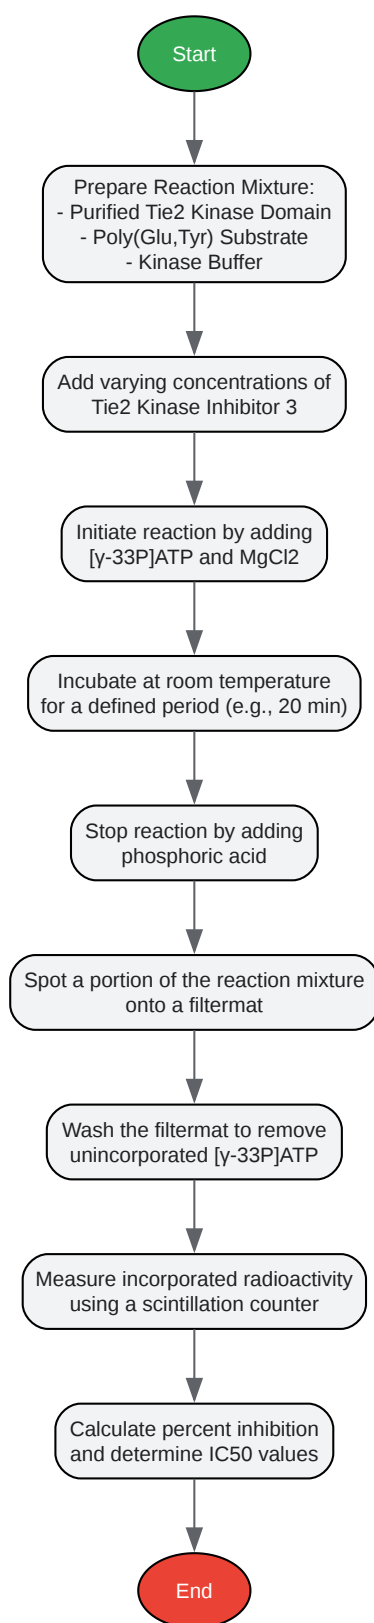 Start
Prepare Reaction Mixture:
- Purified Tie2 Kinase Domain
- Poly(Glu,Tyr) Substrate
- Kinase Buffer
Add varying concentrations of
Tie2 Kinase Inhibitor 3
Initiate reaction by adding
[γ-33P]ATP and MgCl2
Incubate at room temperature
for a defined period (e.g., 20 min)
Stop reaction by adding
phosphoric acid
Spot a portion of the reaction mixture
onto a filtermat
Wash the filtermat to remove
unincorporated [γ-33P]ATP
Measure incorporated radioactivity
using a scintillation counter
Calculate percent inhibition
and determine IC50 values
End